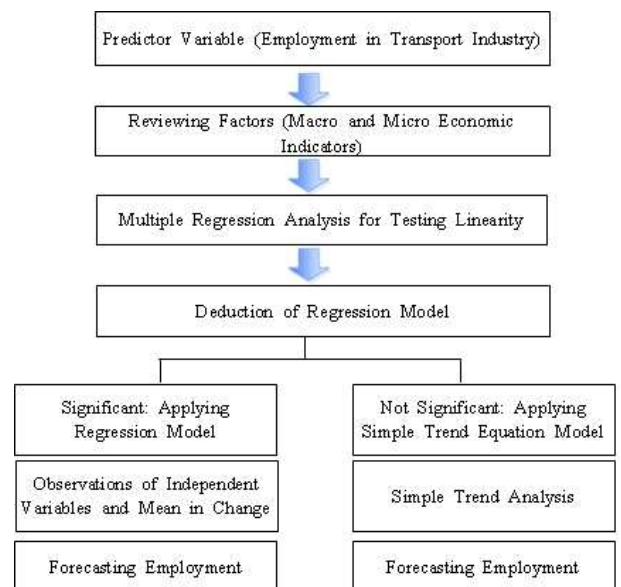 Predictor Variable (Employment in Transport Industry)
Reviewing Factors (Macro and Micro Economic
Indicators)
Multiple Regression Analysis for Testing Linearity
Deduction of Regression Model
Significant: Applying
Regression Model
Observations of Independent
Variables and Mean in Change
Forecasting Employment
Not Significant: Applying
Simple Trend Equation Model
Simple Trend Analysis
Forecasting Employment